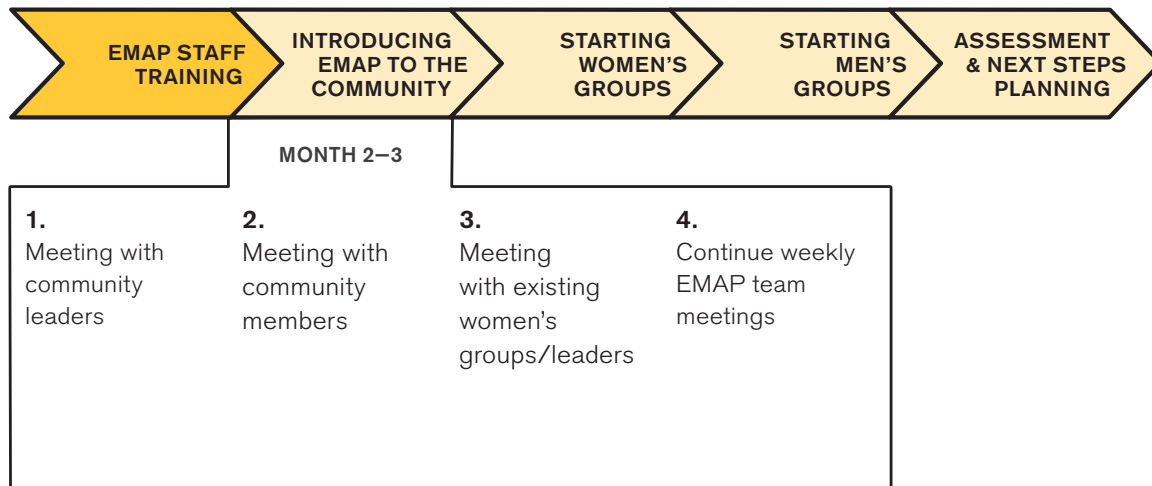 EMAP STAFF
TRAINING
INTRODUCING
EMAP TO THE
COMMUNITY
STARTING
WOMEN'S
GROUPS
STARTING
MEN'S
GROUPS
ASSESSMENT
& NEXT STEPS
PLANNING
MONTH 2–3
1.
Meeting with
community
leaders
2.
Meeting with
community
members
3.
Meeting
with existing
women's
groups/leaders
4.
Continue weekly
EMAP team
meetings